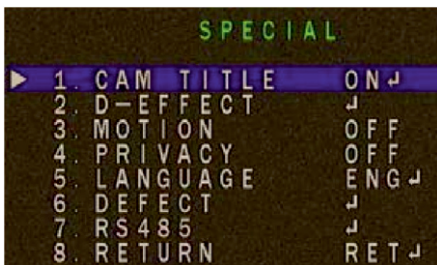 SPECIAL
1. CAM TITLE ON↲
2. D-EFFECT ↲
3. MOTION OFF
4. PRIVACY OFF
5. LANGUAGE ENG↲
6. DEFECT ↲
7. RS485 ↲
8. RETURN RET↲